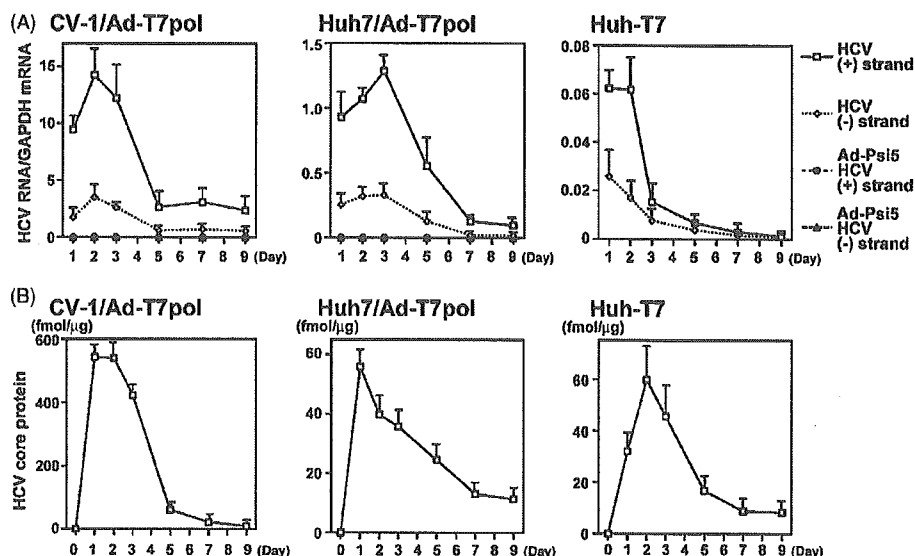 (A) CV-1/Ad-T7pol
Huh7/Ad-T7pol
Huh-T7
HCV RNA/GAPDH mRNA
15
10
5
0
1 2 3 4 5 6 7 8 9 (Day)
1.5
1.0
0.5
0
1 2 3 4 5 6 7 8 9 (Day)
0.08
0.06
0.04
0.02
0
1 2 3 4 5 6 7 8 9 (Day)
HCV
(+) strand
HCV
(-) strand
Ad-Psi5
HCV
(+) strand
Ad-Psi5
HCV
(-) strand
(B) CV-1/Ad-T7pol
Huh7/Ad-T7pol
Huh-T7
(fmol/μg)
HCV core protein
600
400
200
0
0 1 2 3 4 5 6 7 8 9 (Day)
(fmol/μg)
60
40
20
0
0 1 2 3 4 5 6 7 8 9 (Day)
(fmol/μg)
60
40
20
0
0 1 2 3 4 5 6 7 8 9 (Day)